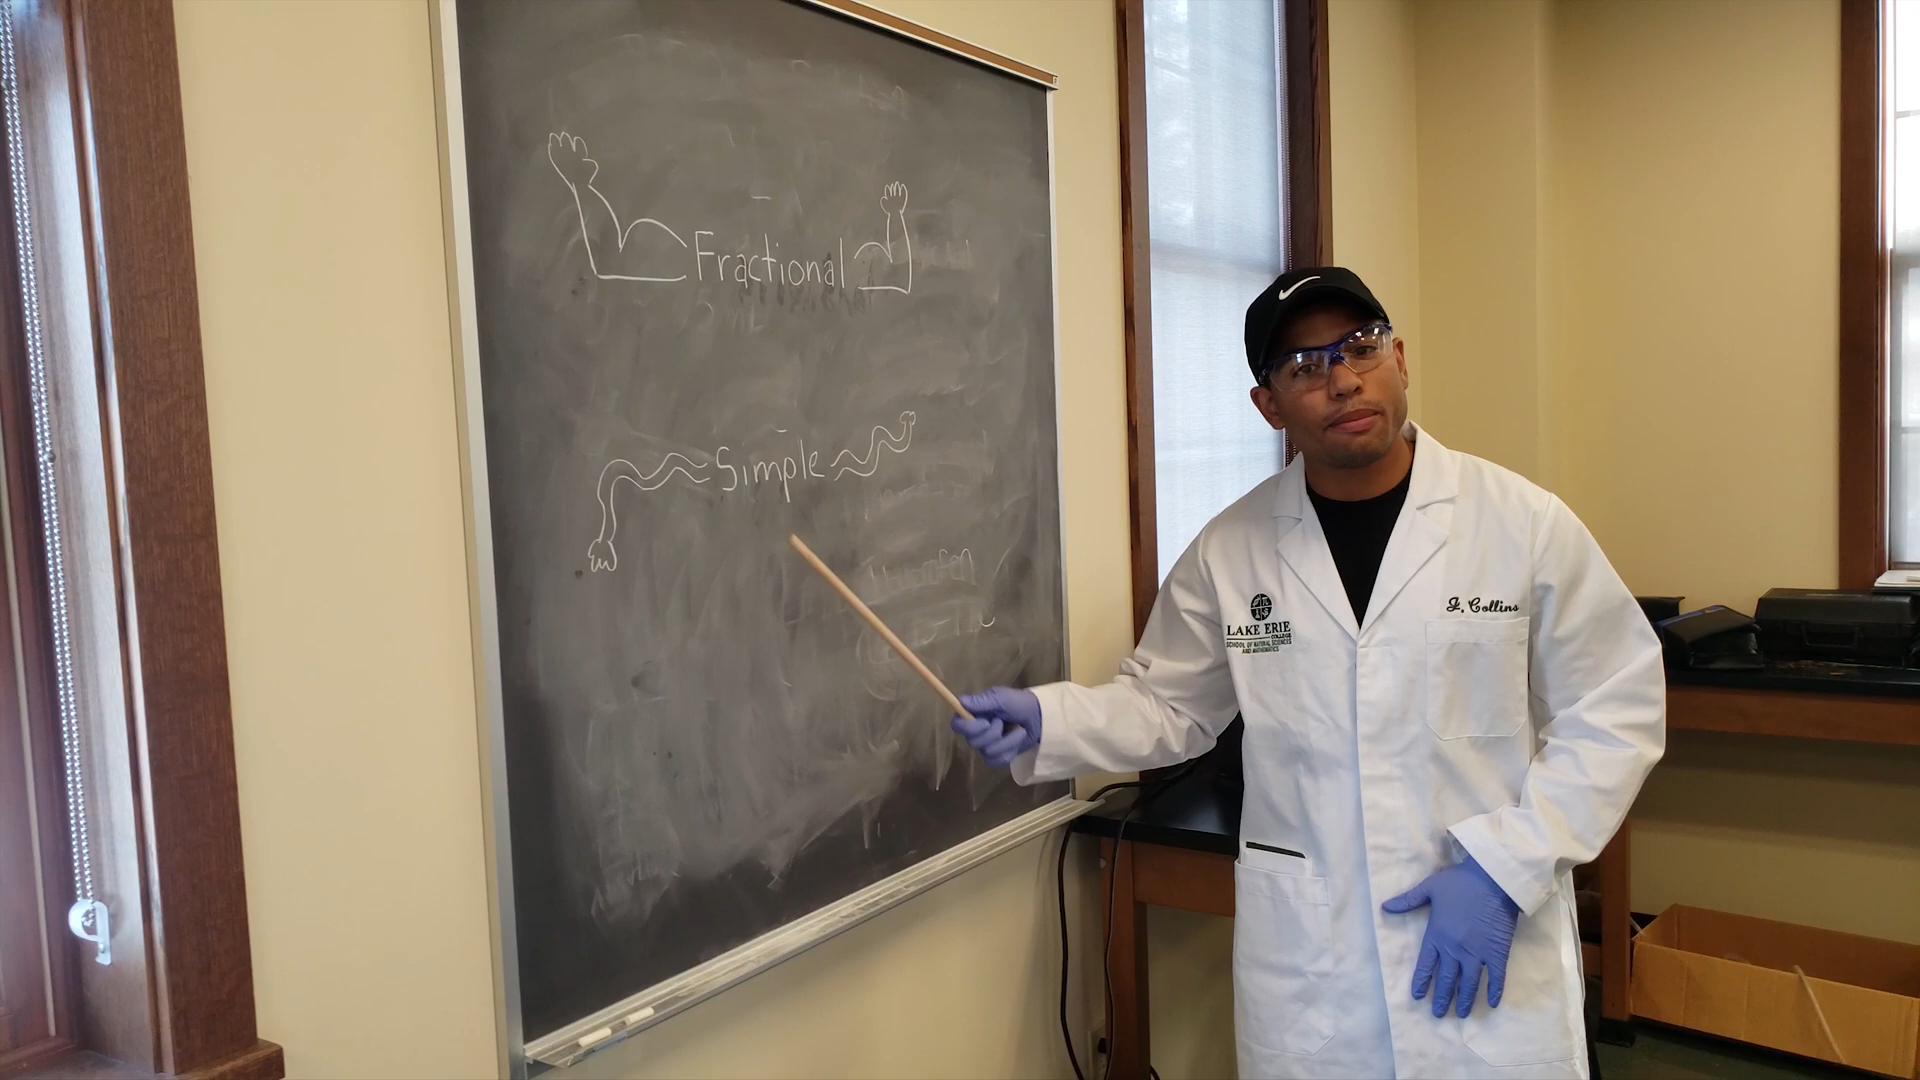 Fractional
Simple
LAKE ERIE
COLLEGE
SCHOOL OF NATURAL SCIENCES
AND MATHEMATICS
J. Collins